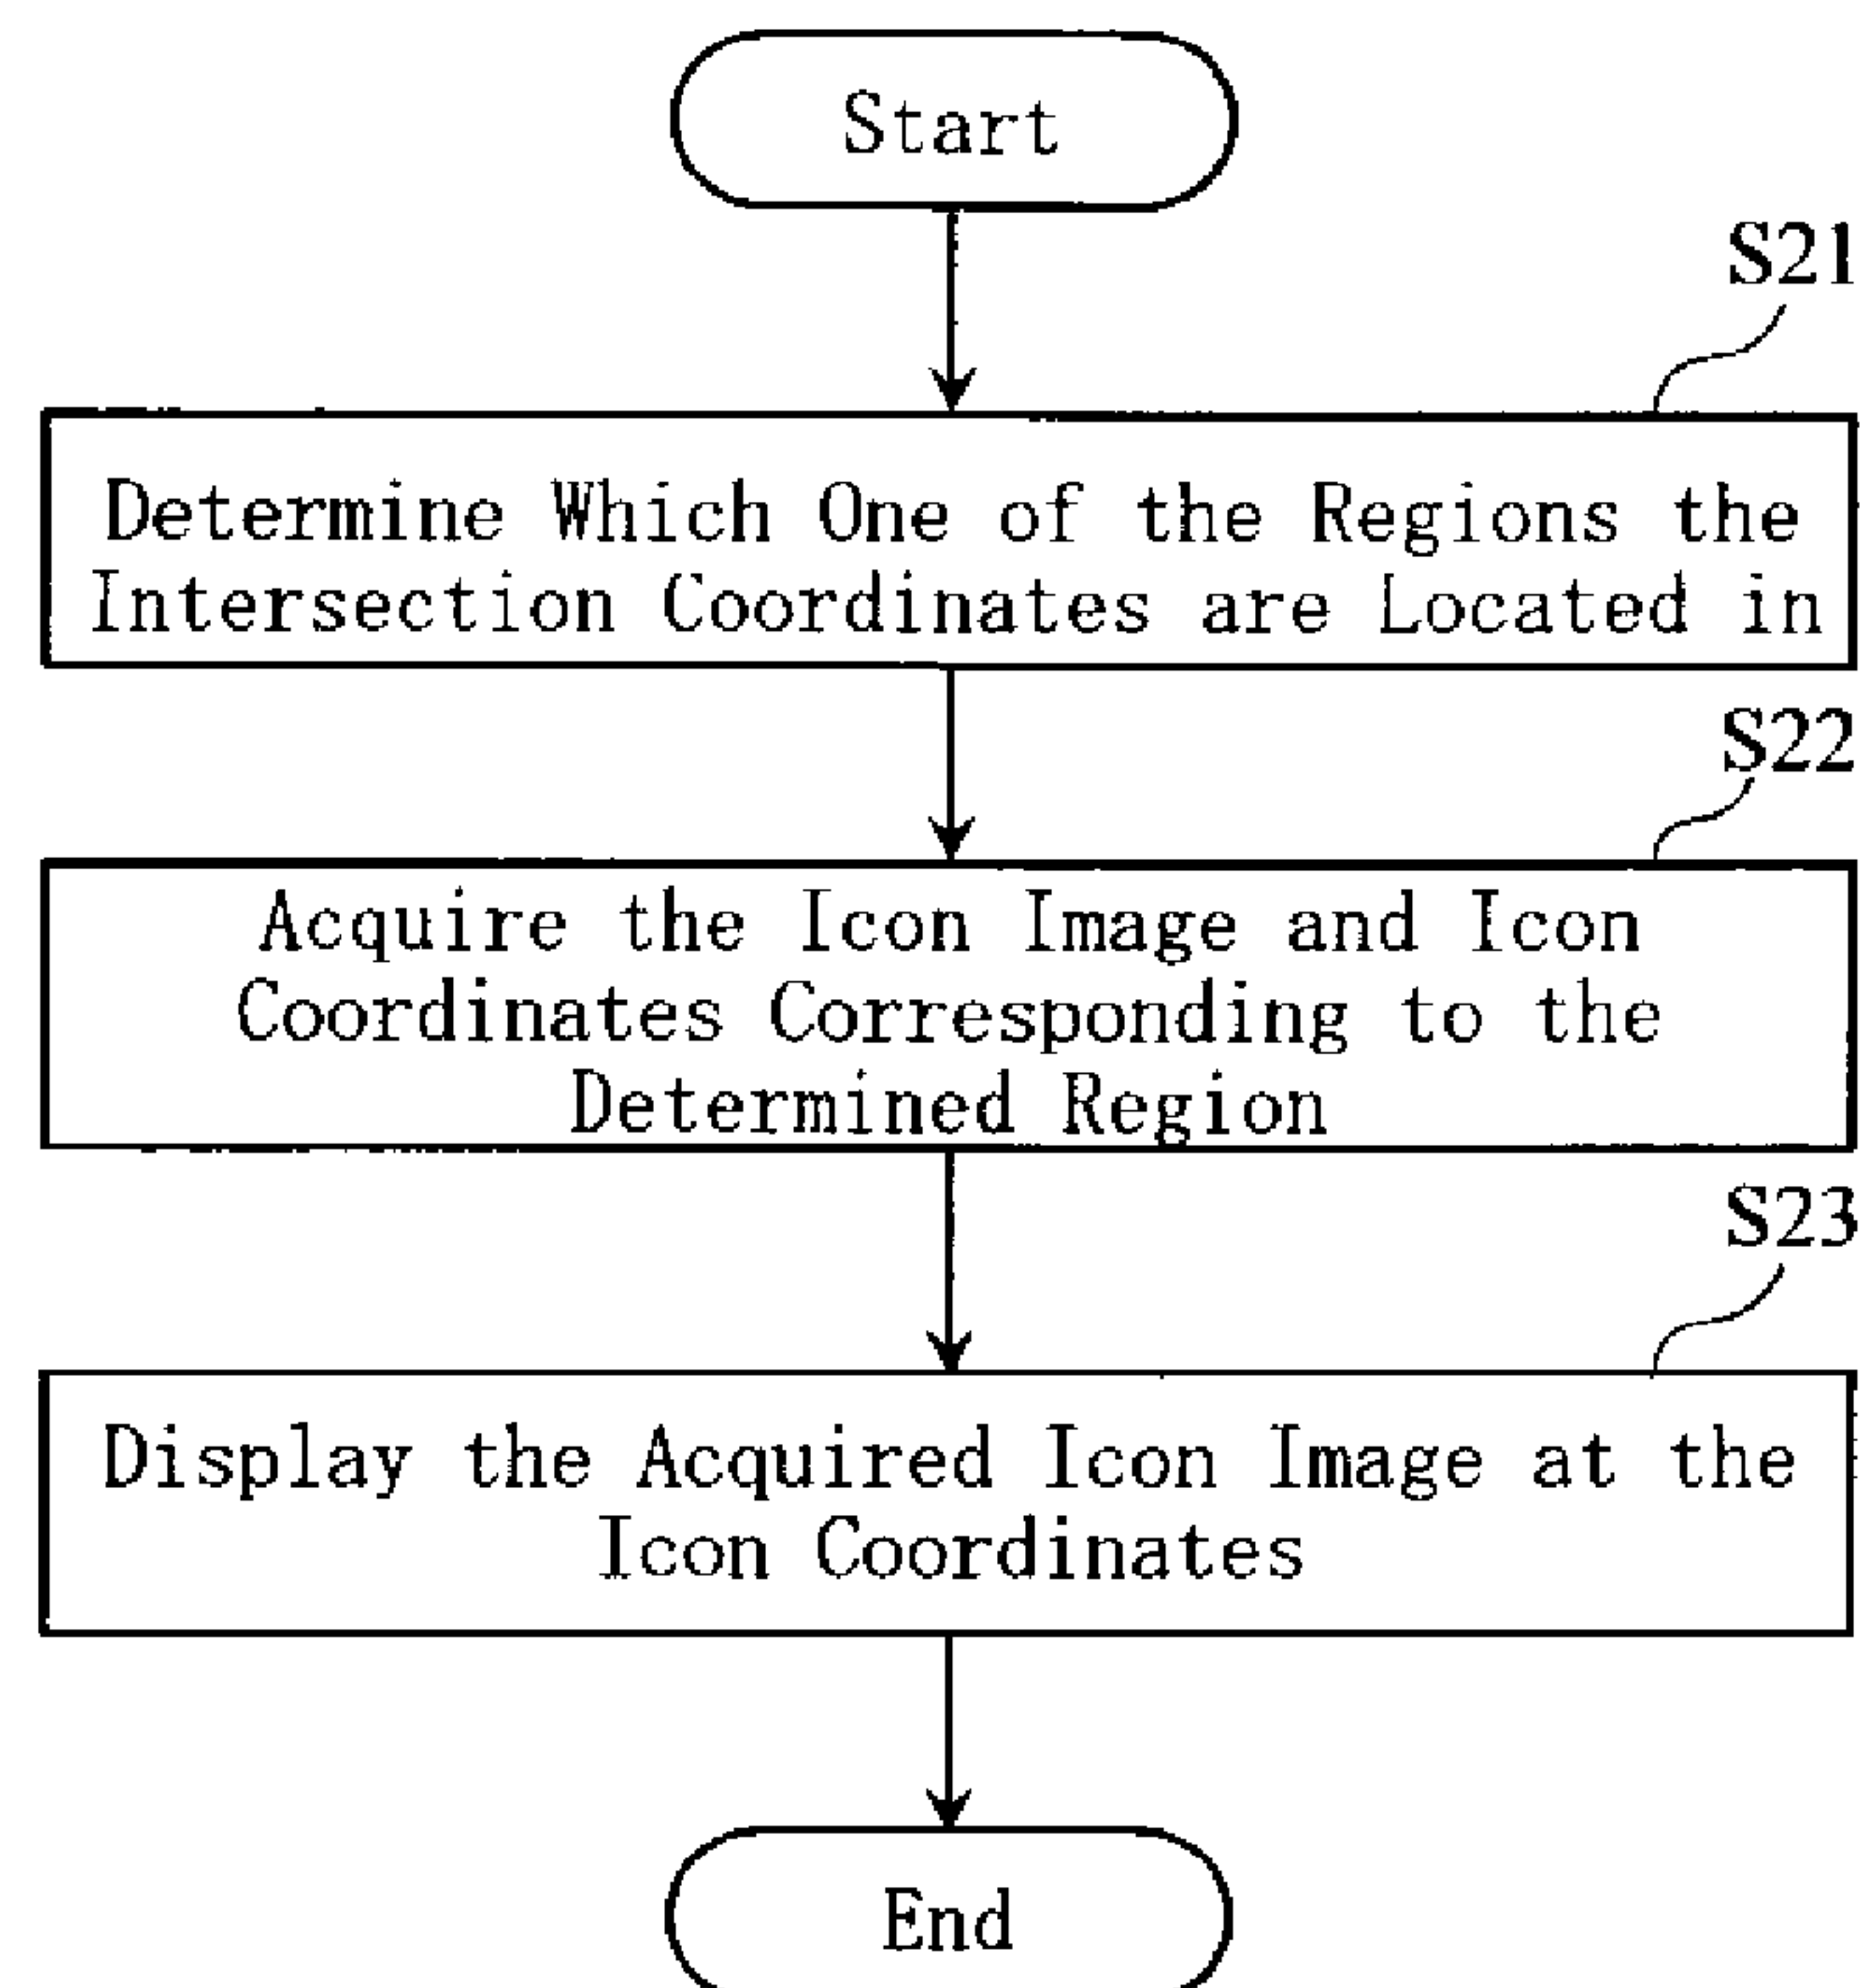 Start
S21
Determine Which One of the Regions the
Intersection Coordinates are Located in
S22
Acquire the Icon Image and Icon
Coordinates Corresponding to the
Determined Region
S23
Display the Acquired Icon Image at the
Icon Coordinates
End